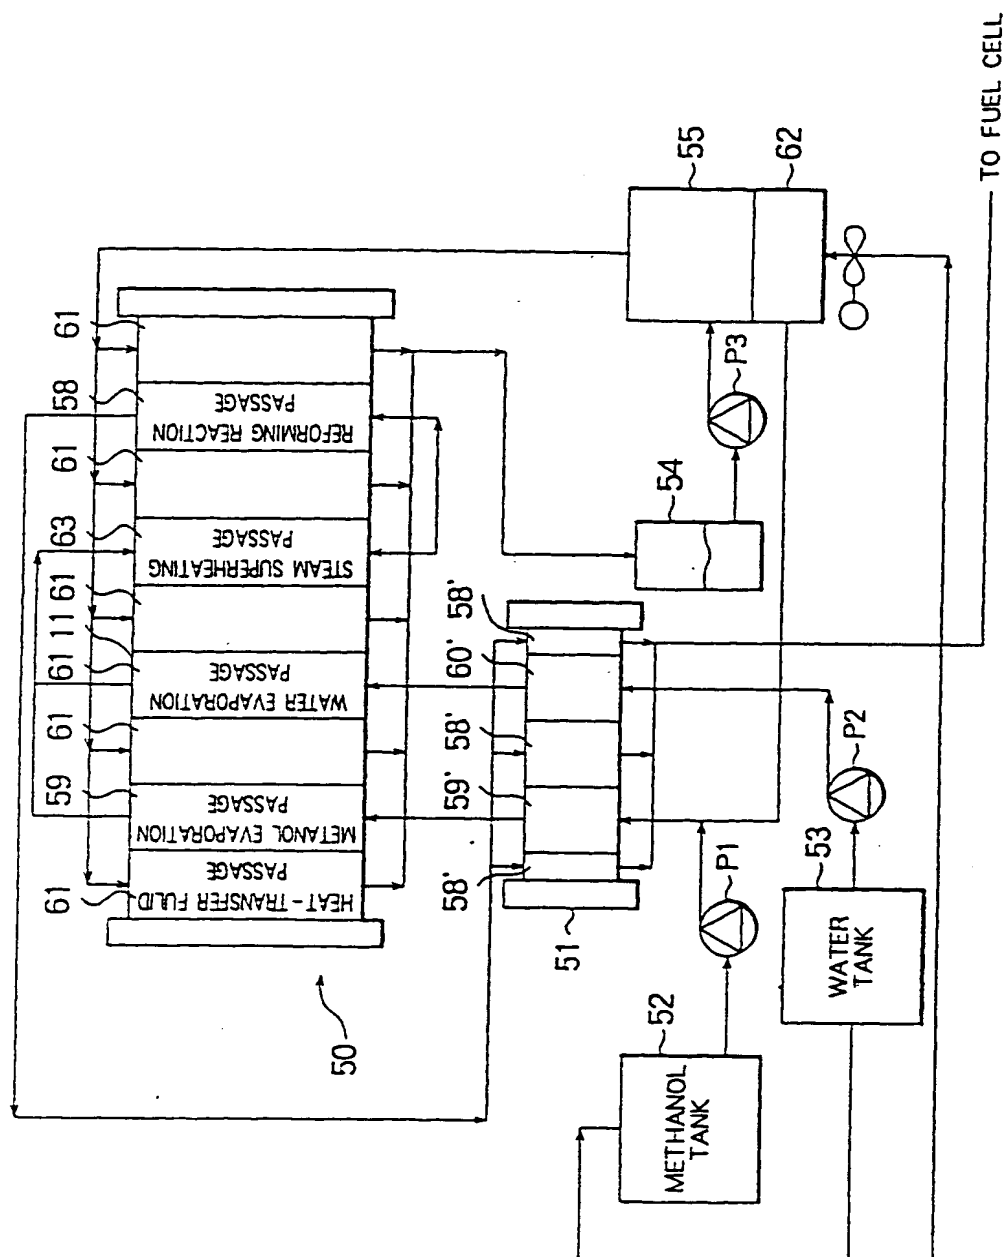 61
58
61
63
61
11
61
61
59
61
REFORMING REACTION
PASSAGE
STEAM SUPERHEATING
PASSAGE
WATER EVAPORATION
PASSAGE
METANOL EVAPORATION
PASSAGE
HEAT-TRANSFER FULID
PASSAGE
50
58'
60'
58'
59'
58'
51
54
P3
55
62
P1
P2
52
METHANOL
TANK
53
WATER
TANK
TO FUEL CELL